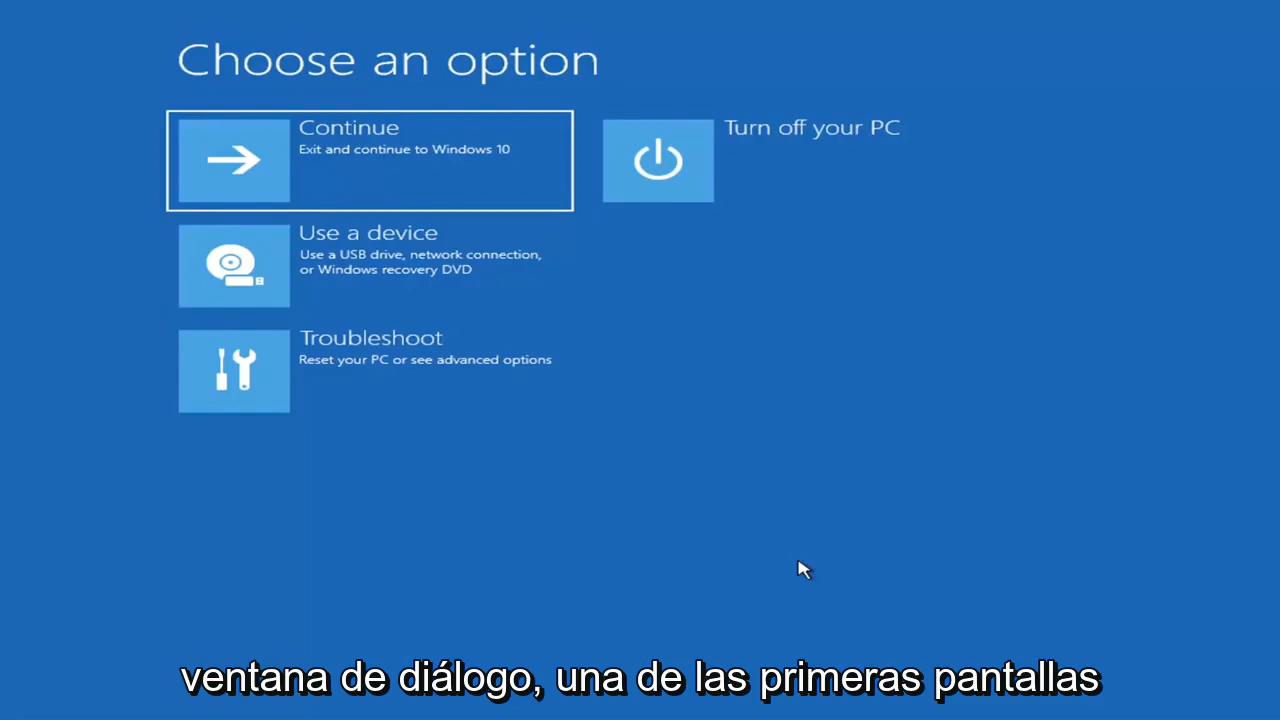 Choose an option
Continue
Exit and continue to Windows 10
Turn off your PC
Use a device
Use a USB drive, network connection,
or Windows recovery DVD
Troubleshoot
Reset your PC or see advanced options
ventana de diálogo, una de las primeras pantallas